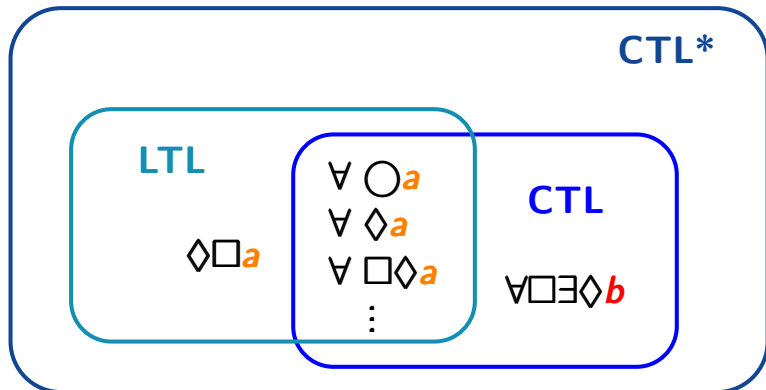 CTL*
LTL
CTL
∀ ◯a
∀ ◇a
∀ □◇a
⋮
◇□a
∀□∃◇b